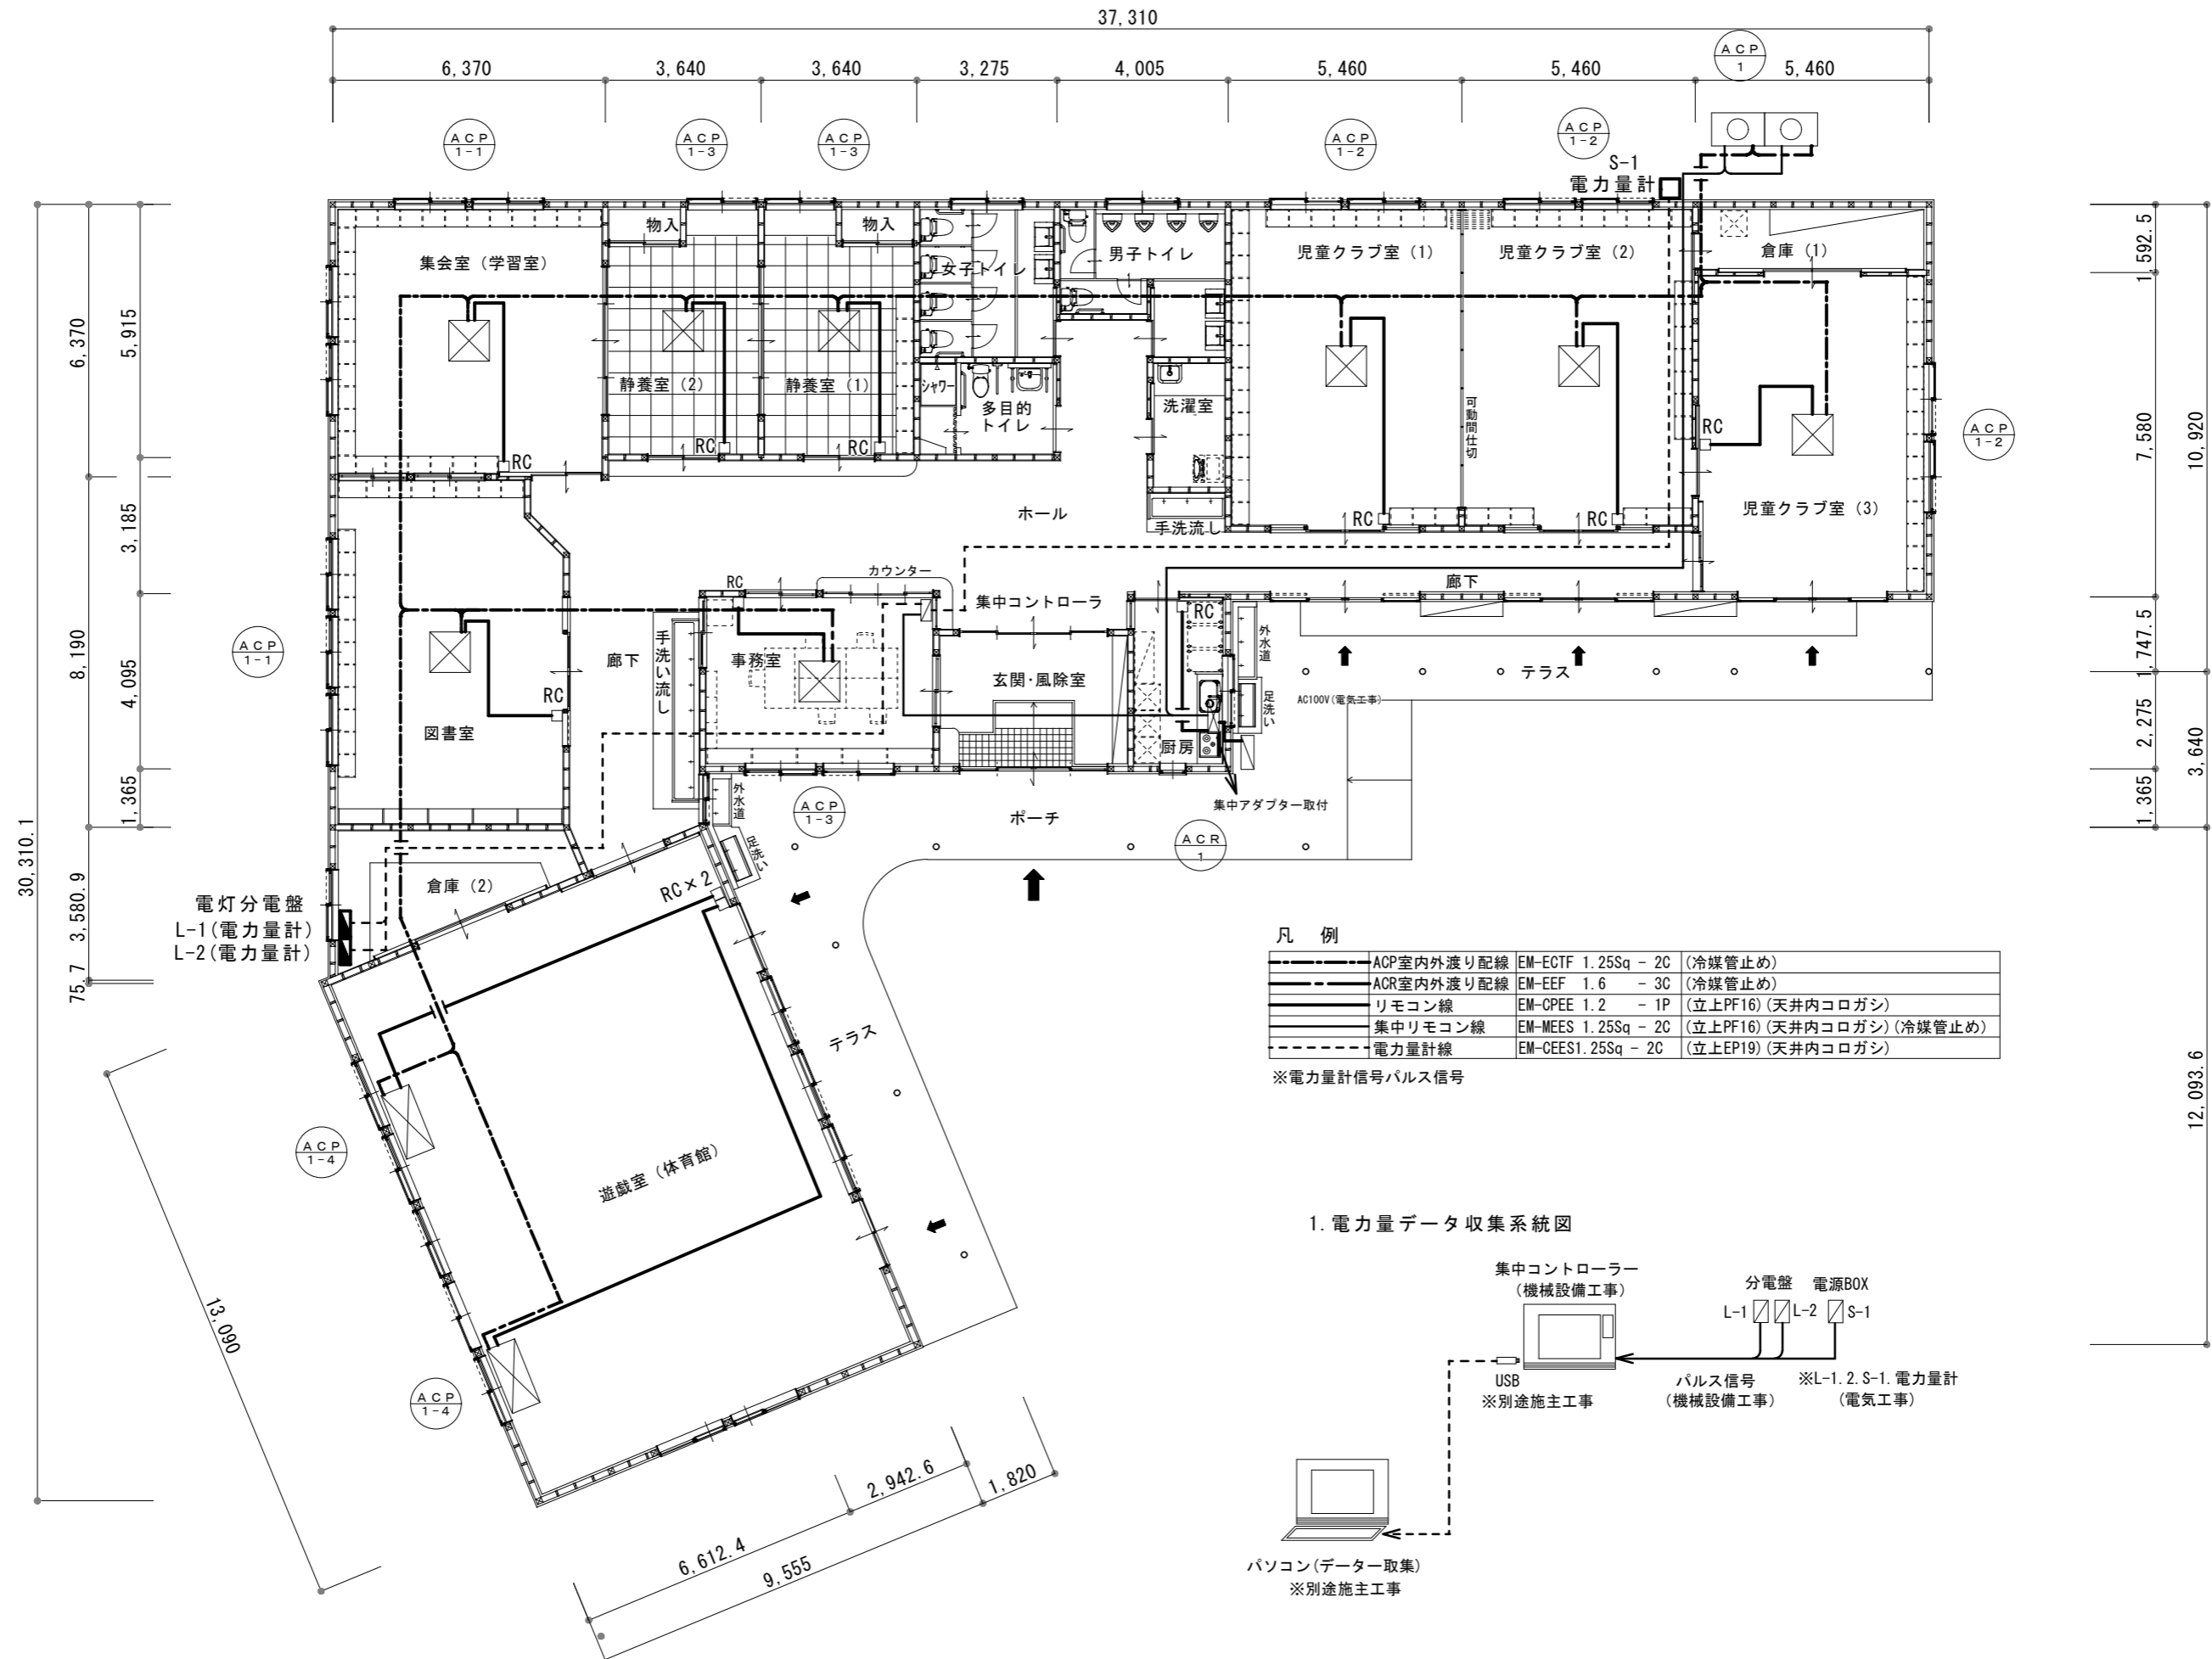 37,310
6,370
3,640
3,640
3,275
4,005
5,460
5,460
5,460
ACP
1
ACP
1-1
ACP
1-3
ACP
1-3
ACP
1-2
ACP
1-2
S-1
電力量計
物入
物入
集会室(学習室)
女子トイレ
男子トイレ
児童クラブ室(1)
児童クラブ室(2)
倉庫(1)
静養室(2)
静養室(1)
シャワー
多目的
トイレ
洗濯室
可動間仕切
RC
RC
RC
RC
RC
RC
ACP
1-2
児童クラブ室(3)
ホール
手洗流し
カウンター
RC
集中コントローラ
廊下
RC
外水道
手洗い流し
廊下
事務室
玄関・風除室
テラス
足洗い
AC100V(電気工事)
RC
図書室
厨房
ACP
1-1
集中アダプター取付
外水道
ACP
1-3
ポーチ
ACR
1
足洗い
倉庫(2)
RC×2
電灯分電盤
L-1(電力量計)
L-2(電力量計)
テラス
遊戯室(体育館)
ACP
1-4
ACP
1-4
30,310.1
6,370
8,190
3,580.9
75.7
5,915
3,185
4,095
1,365
1,592.5
7,580
1,747.5
2,275
1,365
10,920
3,640
12,093.6
13,090
2,942.6
1,820
6,612.4
9,555
凡 例
ACP室内外渡り配線 EM-ECTF 1.25Sq - 2C (冷媒管止め)
ACR室内外渡り配線 EM-EEF 1.6 - 3C (冷媒管止め)
リモコン線 EM-CPEE 1.2 - 1P (立上PF16)(天井内コロガシ)
集中リモコン線 EM-MEES 1.25Sq - 2C (立上PF16)(天井内コロガシ)(冷媒管止め)
電力量計線 EM-CEES1.25Sq - 2C (立上EP19)(天井内コロガシ)
※電力量計信号パルス信号
1.電力量データ収集系統図
集中コントローラー
(機械設備工事)
分電盤 電源BOX
L-1 L-2 S-1
USB
※別途施主工事
パルス信号
(機械設備工事)
※L-1.2.S-1.電力量計
(電気工事)
パソコン(データー取集)
※別途施主工事